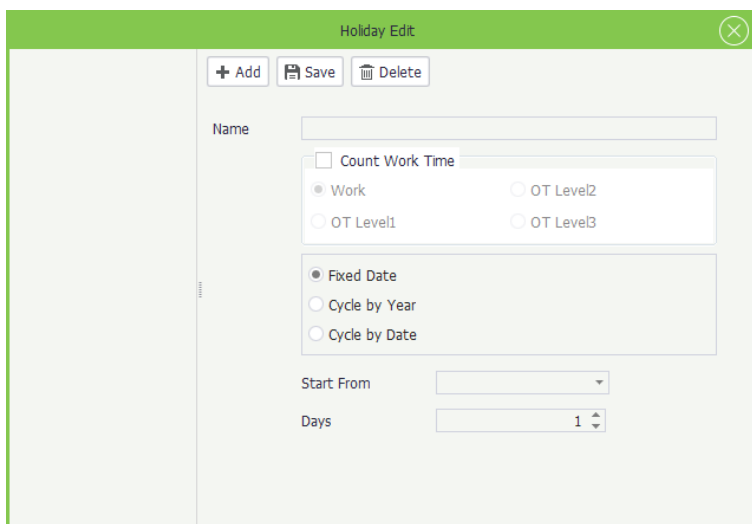 Holiday Edit
Add Save Delete
Name
Count Work Time
Work OT Level2
OT Level1 OT Level3
Fixed Date
Cycle by Year
Cycle by Date
Start From
Days 1